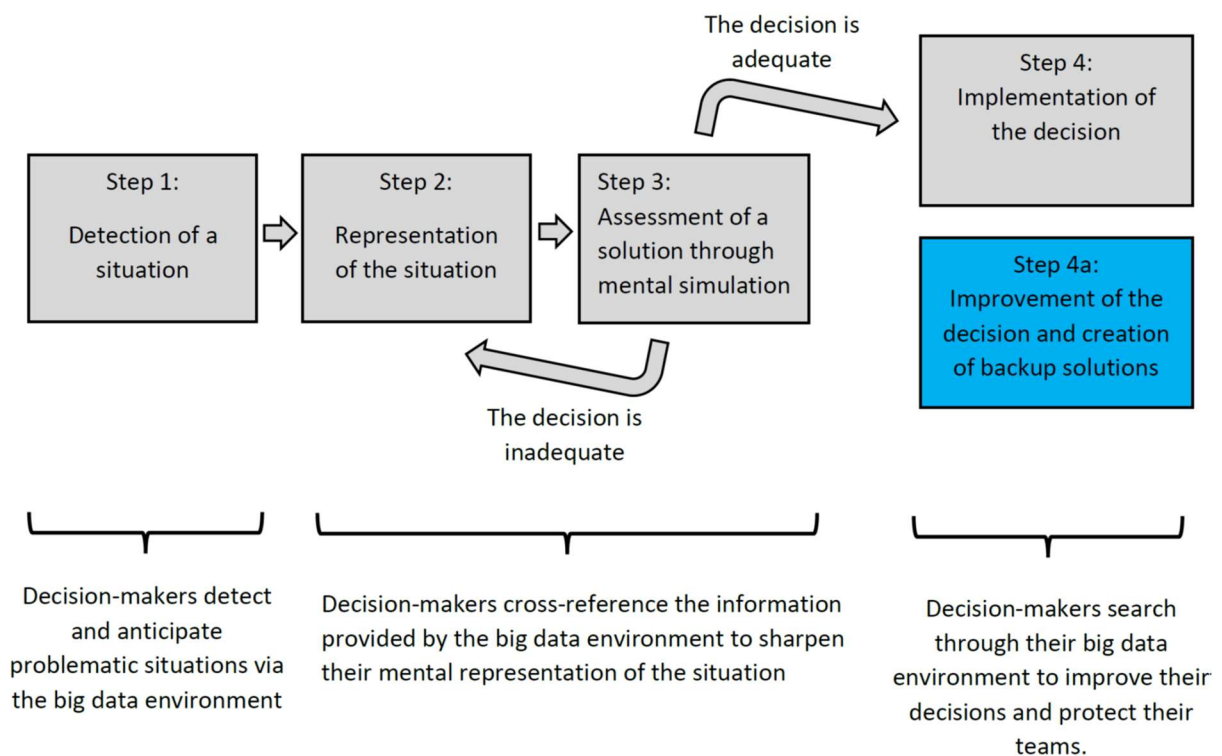 The decision is
adequate
Step 1:
Detection of a
situation
Step 2:
Representation
of the situation
Step 3:
Assessment of a
solution through
mental simulation
Step 4:
Implementation of
the decision
Step 4a:
Improvement of the
decision and creation
of backup solutions
The decision is
inadequate
Decision-makers detect
and anticipate
problematic situations via
the big data environment
Decision-makers cross-reference the information
provided by the big data environment to sharpen
their mental representation of the situation
Decision-makers search
through their big data
environment to improve their
decisions and protect their
teams.